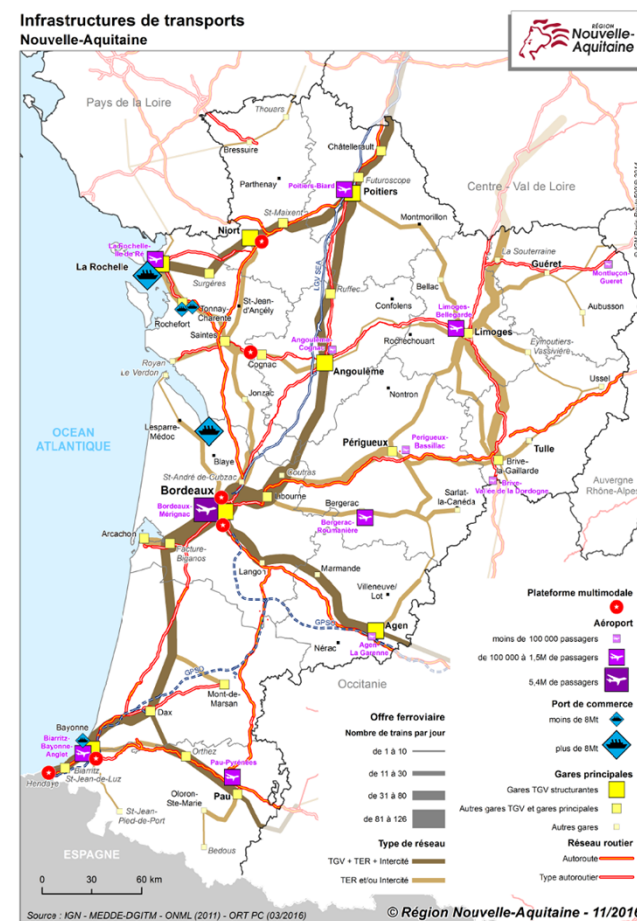 Infrastructures de transports
Nouvelle-Aquitaine
RÉGION
Nouvelle-
Aquitaine
Pays de la Loire
Thouers
Bressuire
Châtellerault
Parthenay
Futuroscope
Poitiers-Biard
Poitiers
Centre - Val de Loire
St-Maixent
Niort
Montmorillon
La Rochelle-
Ile de Ré
La Rochelle
Surgères
LGV SEA
Ruffec
La Souterraine
Guéret
Montluçon-
Gueret
Bellac
Confolens
Aubusson
Tonnay-
Charente
Rochefort
St-Jean-
d'Angély
Limoges-
Bellegarde
Limoges
Saintes
Angoulême-
Cognac
Rochechouart
Eymoutiers-
Vassivière
Royan
Le Verdon
Cognac
Angoulême
Ussel
Jonzac
Nontron
OCEAN
ATLANTIQUE
Lesparre-
Médoc
Blaye
Périgueux
Perigueux-
Bassillac
Tulle
Brive-
la-Gaillarde
St-André de-Cubzac
Coutras
Brive-
Vallée de la Dordogne
Auvergne
Rhône-Alpes
Bordeaux
Bordeaux-
Mérignac
Libourne
Bergerac
Sarlat-
la-Canéda
Bergerac-
Roumanière
Arcachon
Facture-
Biganos
Langon
Marmande
Villeneuve/
Lot
GPSO
Agen
Agen-
La Garenne
Nérac
Occitanie
GPSO
Mont-de-
Marsan
Dax
Bayonne
Biarritz-
Bayonne-
Anglet
Biarritz
St-Jean-de-Luz
Hendaye
Orthez
Pau-Pyrénées
Oloron-
Ste-Marie
Pau
St-Jean-
Pied-de-Port
Bedous
ESPAGNE
0 30 60 km
Plateforme multimodale
Aéroport
moins de 100 000 passagers
de 100 000 à 1,5M de passagers
5,4M de passagers
Port de commerce
moins de 8Mt
plus de 8Mt
Gares principales
Gares TGV structurantes
Autres gares TGV et gares principales
Autres gares
Réseau routier
Autoroute
Type autoroutier
Offre ferroviaire
Nombre de trains par jour
de 1 à 10
de 11 à 30
de 31 à 80
de 81 à 126
Type de réseau
TGV + TER + Intercité
TER et/ou Intercité
Source : IGN - MEDDE-DGITM - ONML (2011) - ORT PC (03/2016)